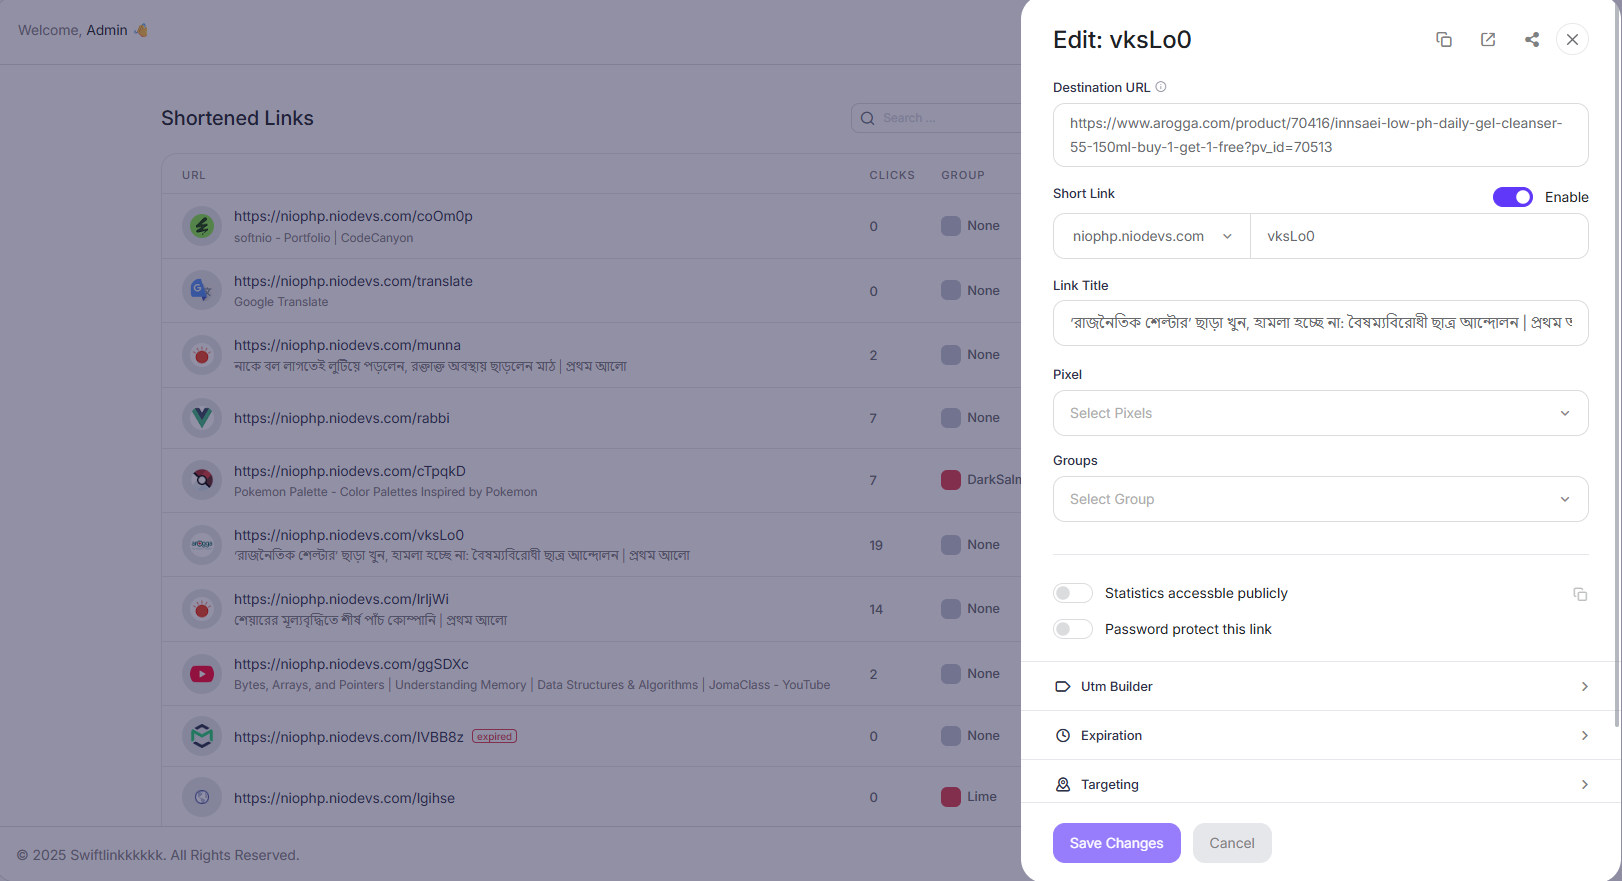 Welcome, Admin
Shortened Links
Search ...
URL CLICKS GROUP
https://niophp.niodevs.com/coOm0p
softnio - Portfolio | CodeCanyon
0 None
https://niophp.niodevs.com/translate
Google Translate
0 None
https://niophp.niodevs.com/munna
নাকে বল লাগতেই লুটিয়ে পড়লেন, রক্তাক্ত অবস্থায় ছাড়লেন মাঠ | প্রথম আলো
2 None
https://niophp.niodevs.com/rabbi
7 None
https://niophp.niodevs.com/cTpqkD
Pokemon Palette - Color Palettes Inspired by Pokemon
7 DarkSalm
https://niophp.niodevs.com/vksLo0
‘রাজনৈতিক শেল্টার’ ছাড়া খুন, হামলা হচ্ছে না: বৈষম্যবিরোধী ছাত্র আন্দোলন | প্রথম আলো
19 None
https://niophp.niodevs.com/lrljWi
শেয়ারের মূল্যবৃদ্ধিতে শীর্ষ পাঁচ কোম্পানি | প্রথম আলো
14 None
https://niophp.niodevs.com/ggSDXc
Bytes, Arrays, and Pointers | Understanding Memory | Data Structures & Algorithms | JomaClass - YouTube
2 None
https://niophp.niodevs.com/IVBB8z expired
0 None
https://niophp.niodevs.com/lgihse
0 Lime
© 2025 Swiftlinkkkkkk. All Rights Reserved.
Edit: vksLo0
Destination URL
https://www.arogga.com/product/70416/innsaei-low-ph-daily-gel-cleanser-
55-150ml-buy-1-get-1-free?pv_id=70513
Short Link
Enable
niophp.niodevs.com vksLo0
Link Title
‘রাজনৈতিক শেল্টার’ ছাড়া খুন, হামলা হচ্ছে না: বৈষম্যবিরোধী ছাত্র আন্দোলন | প্রথম
Pixel
Select Pixels
Groups
Select Group
Statistics accessble publicly
Password protect this link
Utm Builder
Expiration
Targeting
Save Changes Cancel